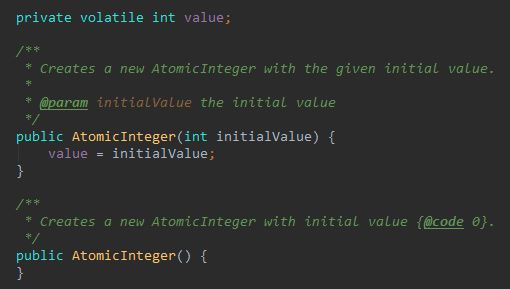 private volatile int value;
/**
* Creates a new AtomicInteger with the given initial value.
*
* @param initialValue the initial value
*/
public AtomicInteger(int initialValue) {
value = initialValue;
}
/**
* Creates a new AtomicInteger with initial value {@code 0}.
*/
public AtomicInteger() {
}